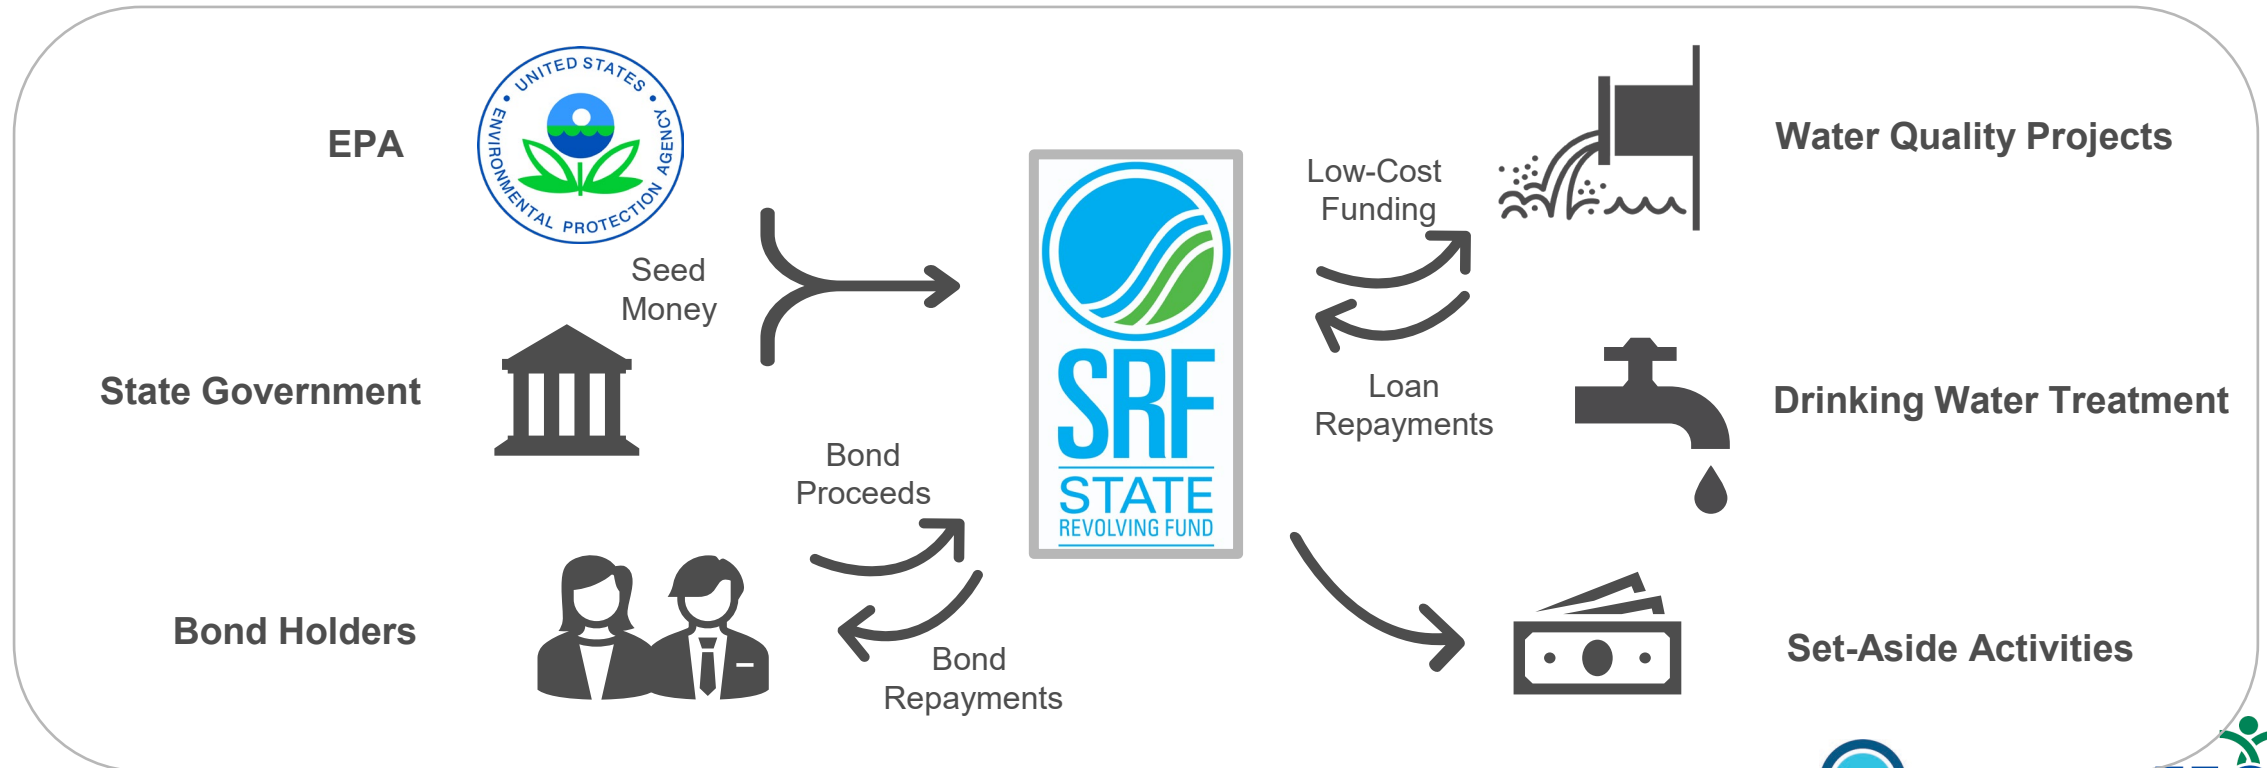 EPA
UNITED STATES
ENVIRONMENTAL PROTECTION AGENCY
Seed
Money
State Government
Bond
Proceeds
Bond Holders
Bond
Repayments
SRF
STATE
REVOLVING FUND
Low-Cost
Funding
Loan
Repayments
Water Quality Projects
Drinking Water Treatment
Set-Aside Activities